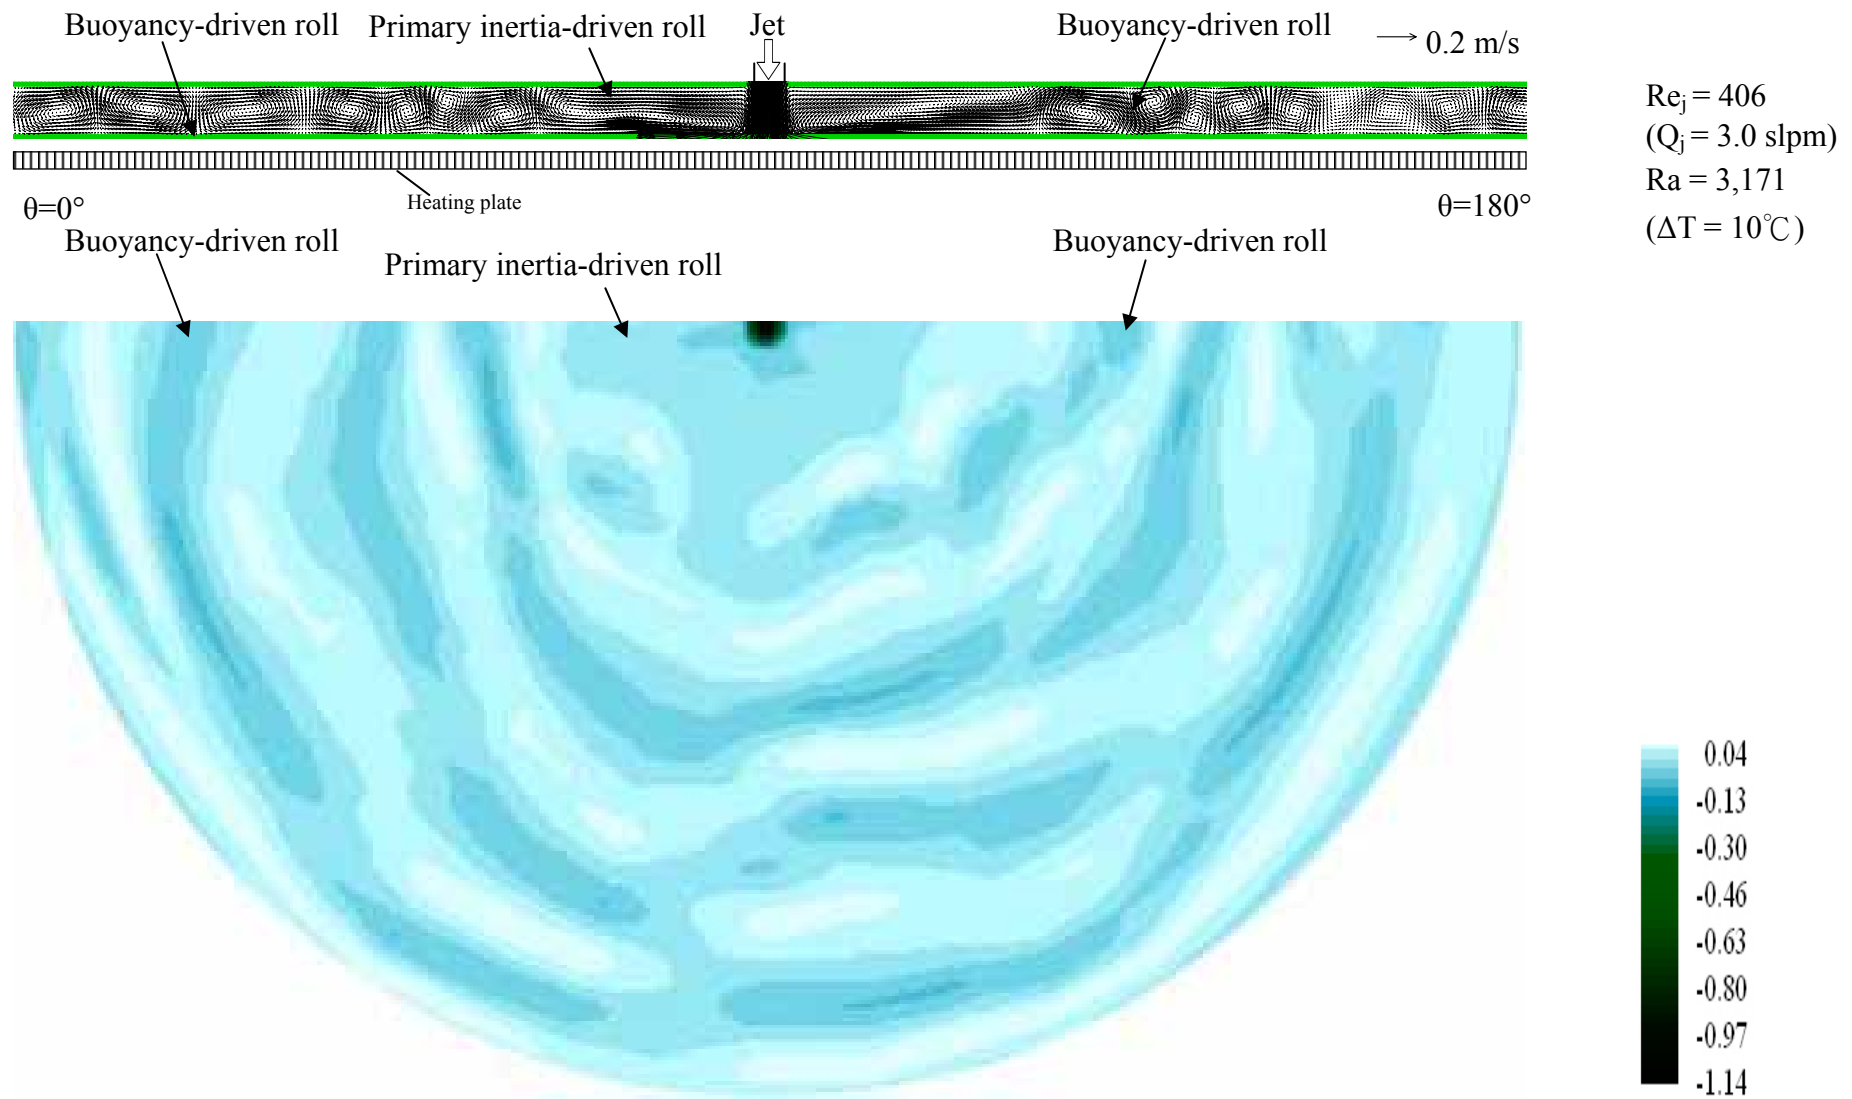 Buoyancy-driven roll
Primary inertia-driven roll
Jet
Buoyancy-driven roll
0.2 m/s
Reⱼ = 406
(Qⱼ = 3.0 slpm)
Ra = 3,171
(ΔT = 10℃)
Heating plate
θ=0°
θ=180°
Buoyancy-driven roll
Primary inertia-driven roll
Buoyancy-driven roll
0.04
-0.13
-0.30
-0.46
-0.63
-0.80
-0.97
-1.14